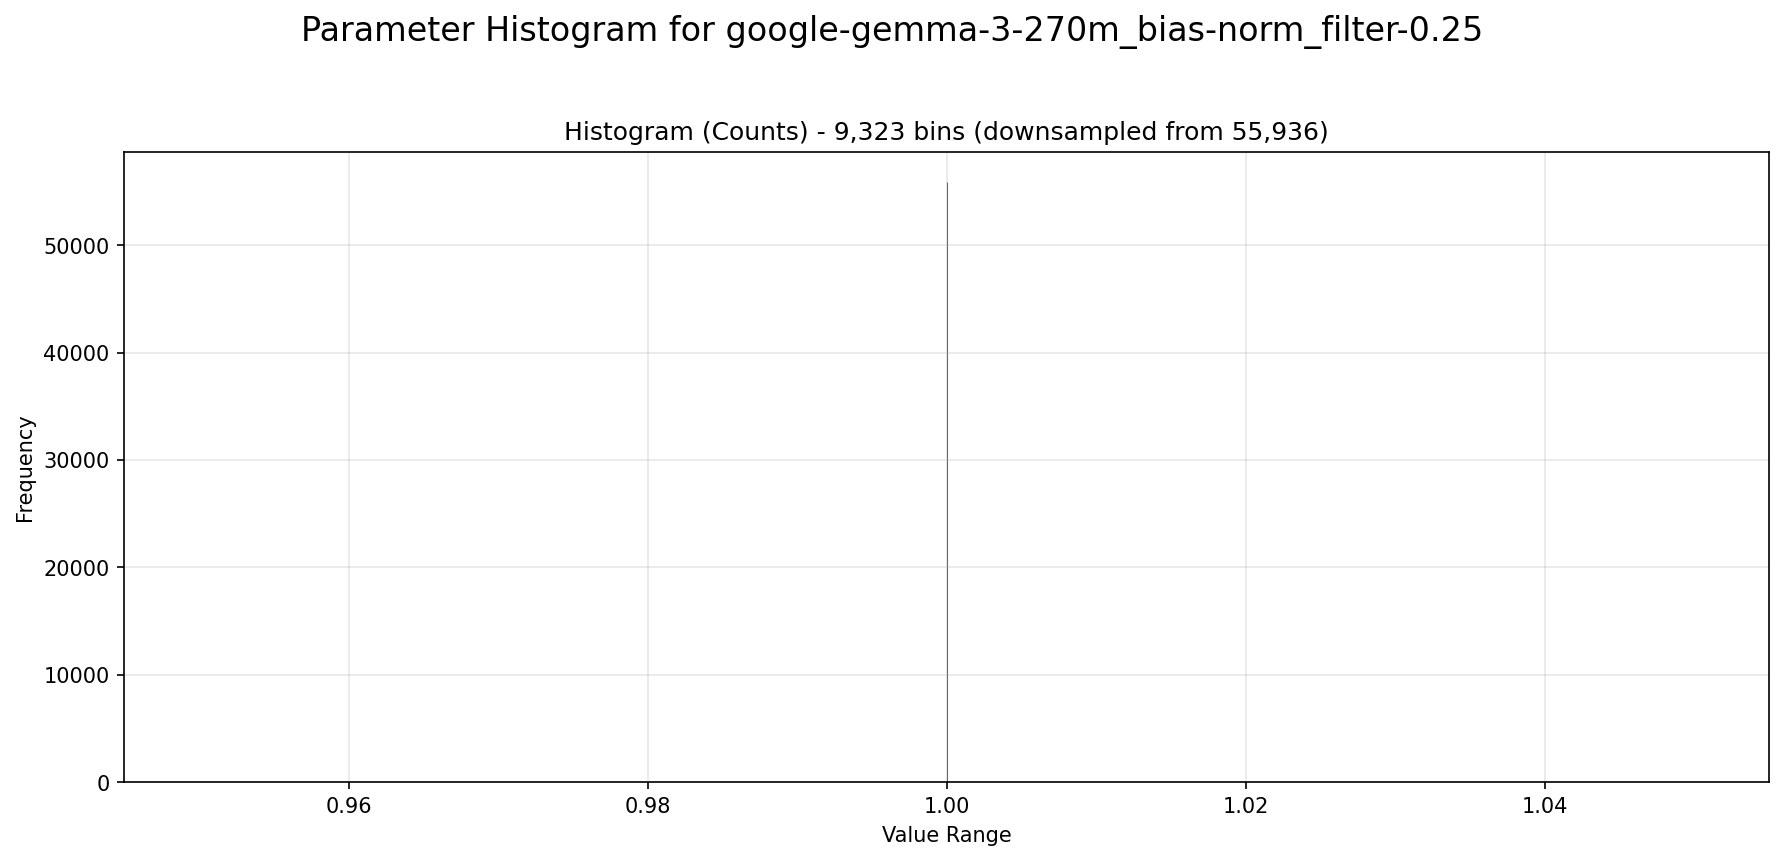 Parameter Histogram for google-gemma-3-270m_bias-norm_filter-0.25
Histogram (Counts) - 9,323 bins (downsampled from 55,936)
Frequency
50000
40000
30000
20000
10000
0
0.96
0.98
1.00
1.02
1.04
Value Range